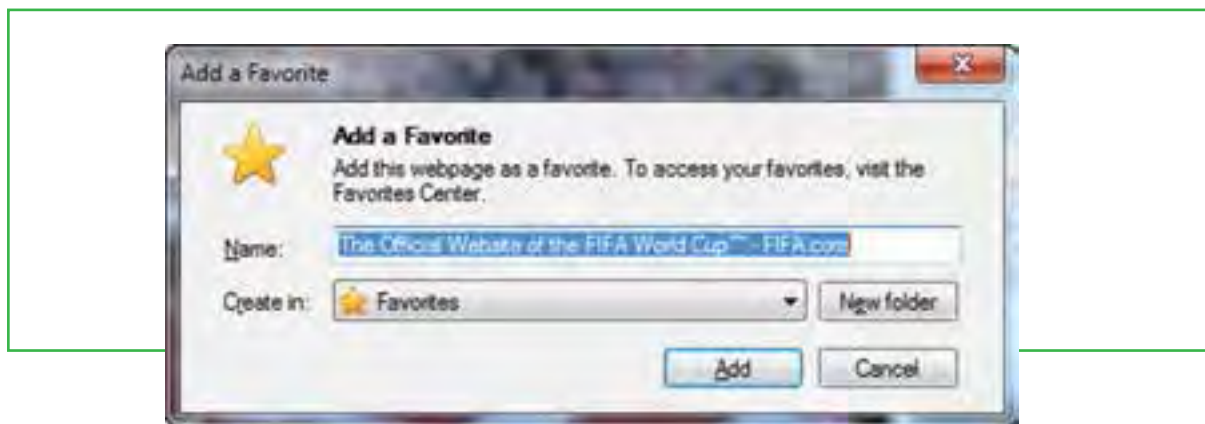 Add a Favorite
Add a Favorite
Add this webpage as a favorite. To access your favorites, visit the
Favorites Center.
Name: The Official Website of the FIFA World Cup™ - FIFA.com
Create in: Favorites New folder
Add Cancel